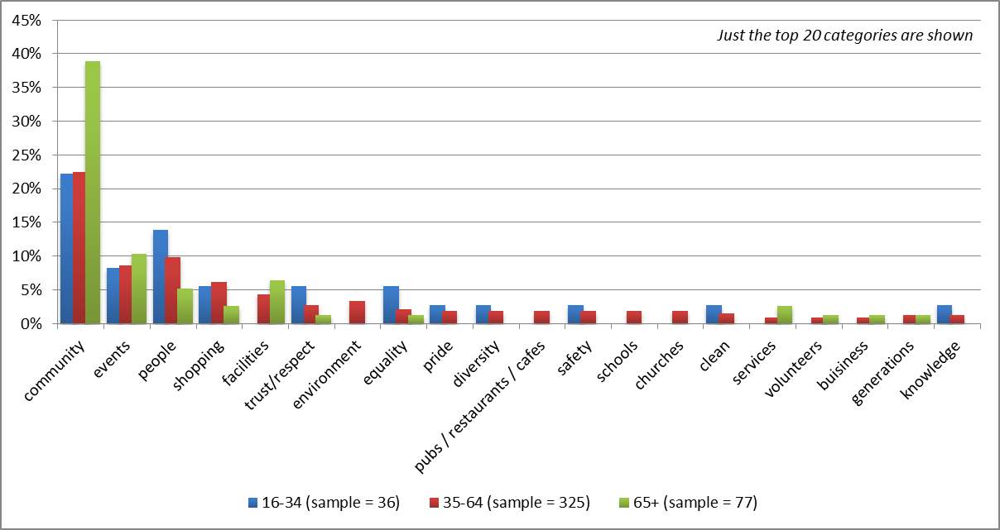 45%
Just the top 20 categories are shown
40%
35%
30%
25%
20%
15%
10%
5%
0%
community
events
people
shopping
facilities
trust/respect
environment
equality
pride
diversity
pubs / restaurants / cafes
safety
schools
churches
clean
services
volunteers
buisiness
generations
knowledge
16-34 (sample = 36)
35-64 (sample = 325)
65+ (sample = 77)